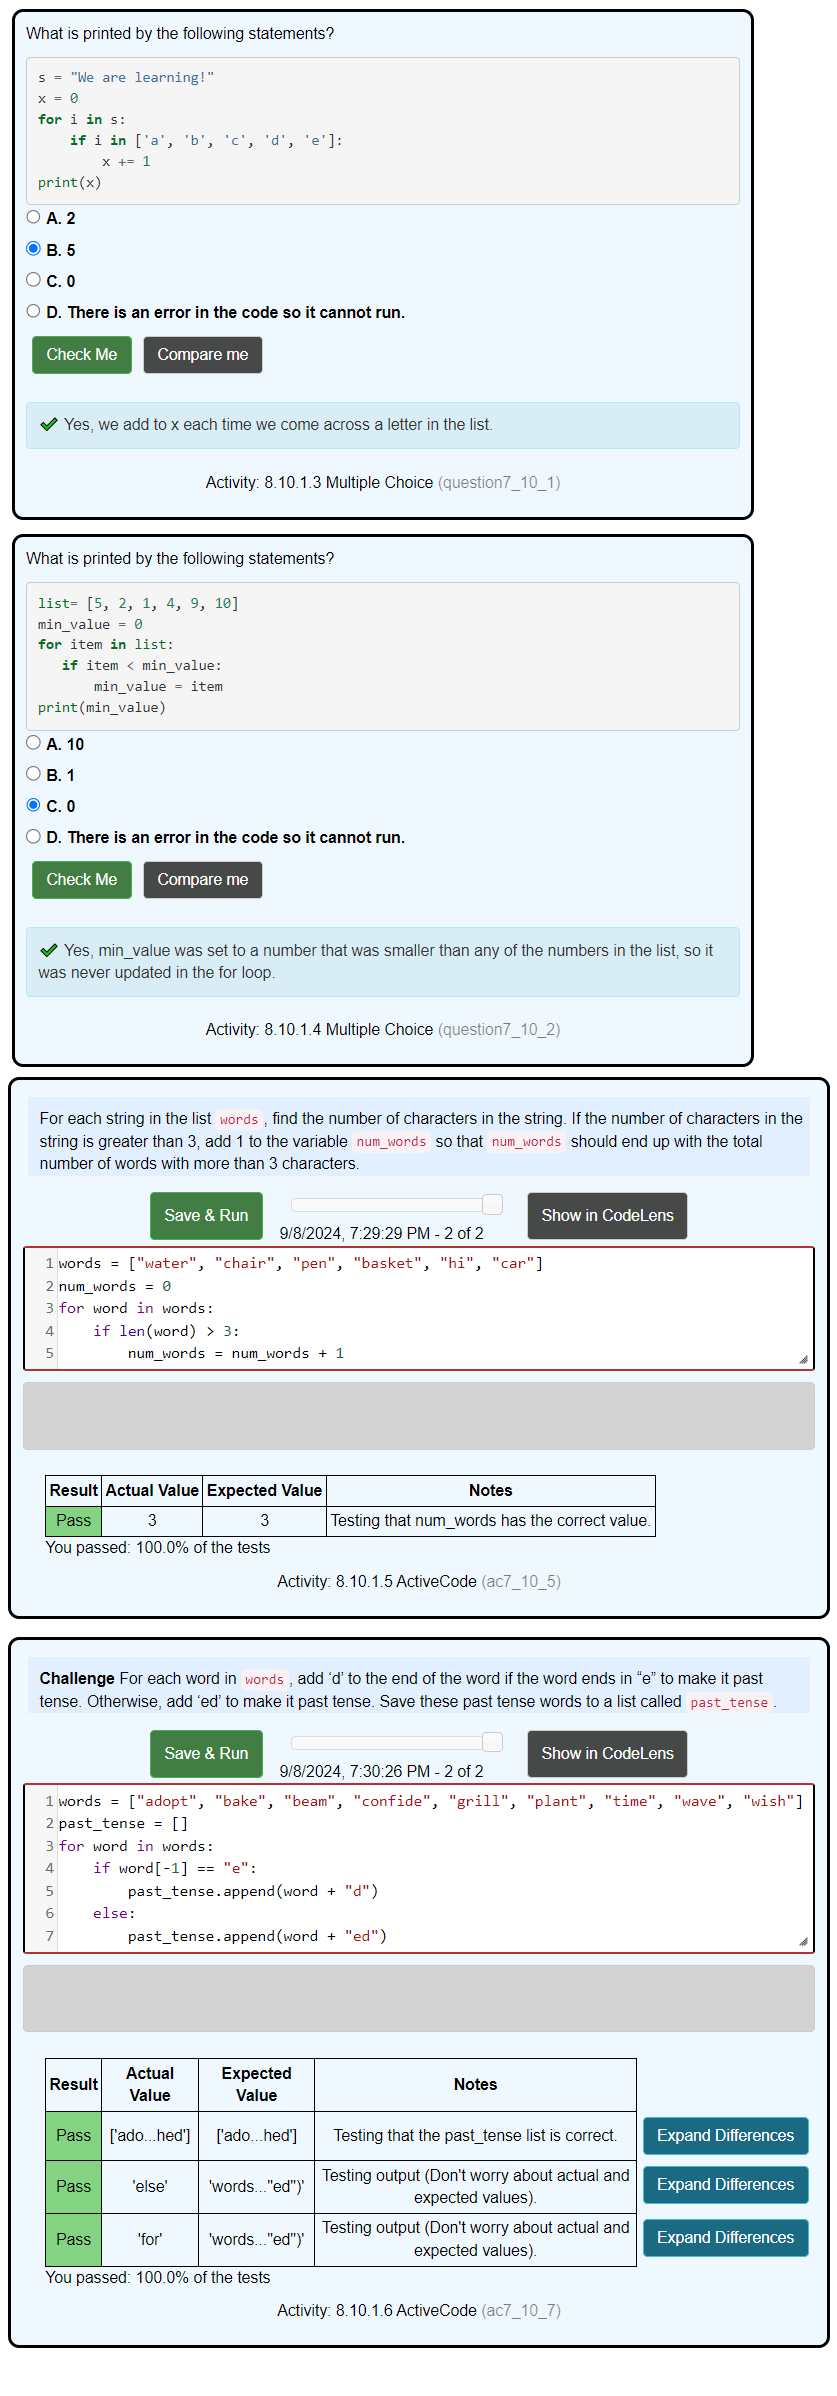 What is printed by the following statements?
s = "We are learning!"
x = 0
for i in s:
    if i in ['a', 'b', 'c', 'd', 'e']:
        x += 1
print(x)
A. 2
B. 5
C. 0
D. There is an error in the code so it cannot run.
Check Me Compare me
Yes, we add to x each time we come across a letter in the list.
Activity: 8.10.1.3 Multiple Choice (question7_10_1)
What is printed by the following statements?
list= [5, 2, 1, 4, 9, 10]
min_value = 0
for item in list:
   if item < min_value:
       min_value = item
print(min_value)
A. 10
B. 1
C. 0
D. There is an error in the code so it cannot run.
Check Me Compare me
Yes, min_value was set to a number that was smaller than any of the numbers in the list, so it
was never updated in the for loop.
Activity: 8.10.1.4 Multiple Choice (question7_10_2)
For each string in the list words, find the number of characters in the string. If the number of characters in the
string is greater than 3, add 1 to the variable num_words so that num_words should end up with the total
number of words with more than 3 characters.
Save & Run 9/8/2024, 7:29:29 PM - 2 of 2 Show in CodeLens
1 words = ["water", "chair", "pen", "basket", "hi", "car"]
2 num_words = 0
3 for word in words:
4     if len(word) > 3:
5         num_words = num_words + 1
Result Actual Value Expected Value Notes
Pass 3 3 Testing that num_words has the correct value.
You passed: 100.0% of the tests
Activity: 8.10.1.5 ActiveCode (ac7_10_5)
Challenge For each word in words, add ‘d’ to the end of the word if the word ends in “e” to make it past
tense. Otherwise, add ‘ed’ to make it past tense. Save these past tense words to a list called past_tense.
Save & Run 9/8/2024, 7:30:26 PM - 2 of 2 Show in CodeLens
1 words = ["adopt", "bake", "beam", "confide", "grill", "plant", "time", "wave", "wish"]
2 past_tense = []
3 for word in words:
4     if word[-1] == "e":
5         past_tense.append(word + "d")
6     else:
7         past_tense.append(word + "ed")
Result Actual Value Expected Value Notes
Pass ['ado...hed'] ['ado...hed'] Testing that the past_tense list is correct. Expand Differences
Pass 'else' 'words..."ed")' Testing output (Don't worry about actual and expected values). Expand Differences
Pass 'for' 'words..."ed")' Testing output (Don't worry about actual and expected values). Expand Differences
You passed: 100.0% of the tests
Activity: 8.10.1.6 ActiveCode (ac7_10_7)